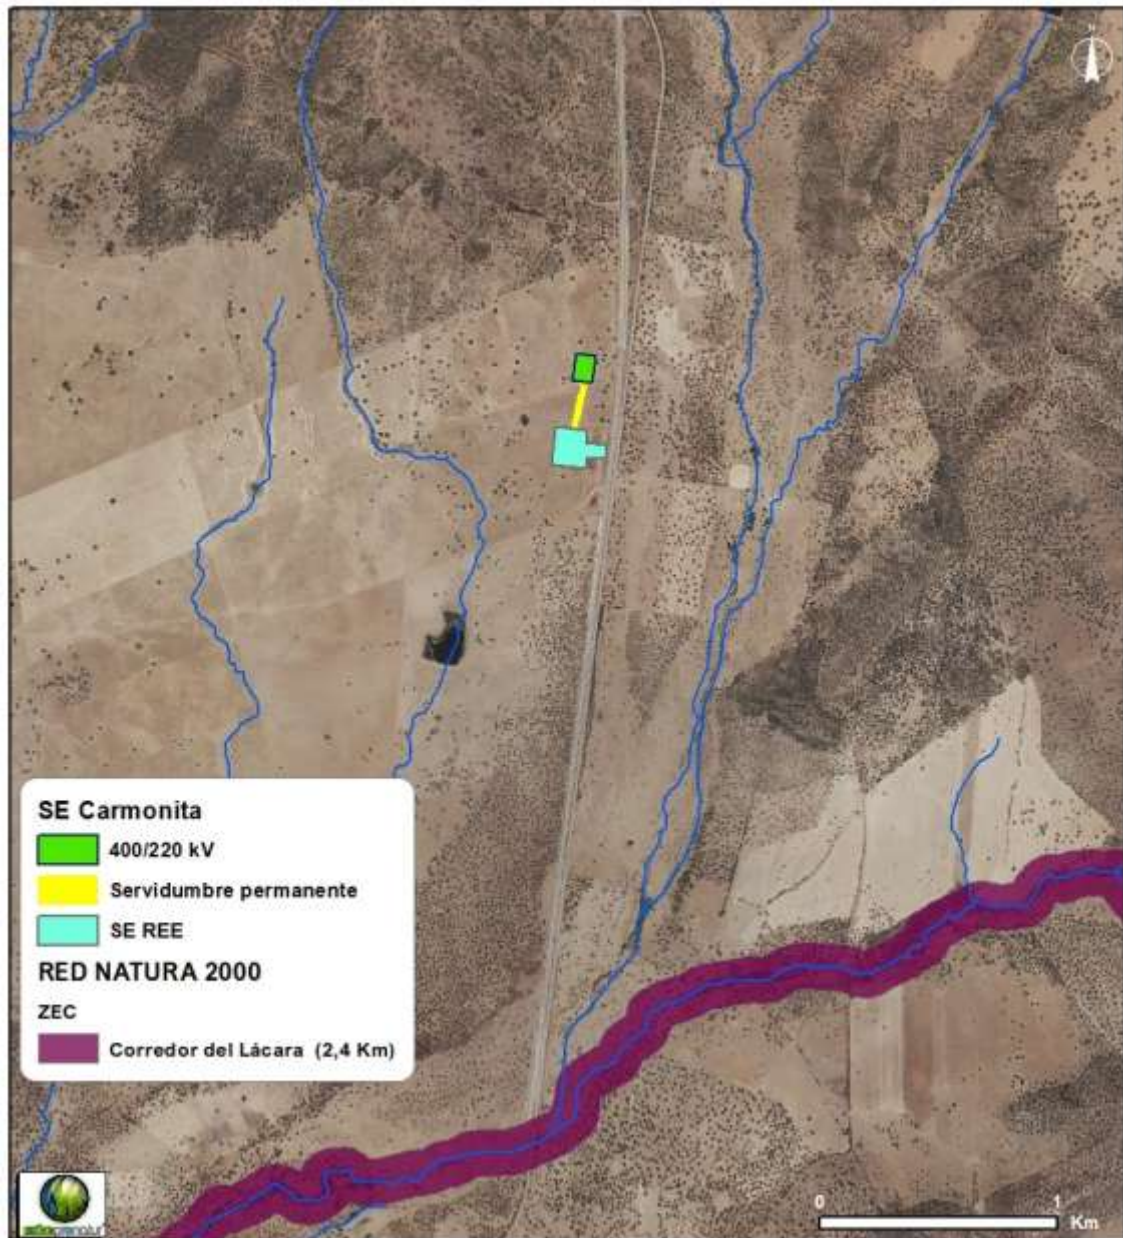 N
SE Carmonita
400/220 kV
Servidumbre permanente
SE REE
RED NATURA 2000
ZEC
Corredor del Lácara (2,4 Km)
0 1
Km